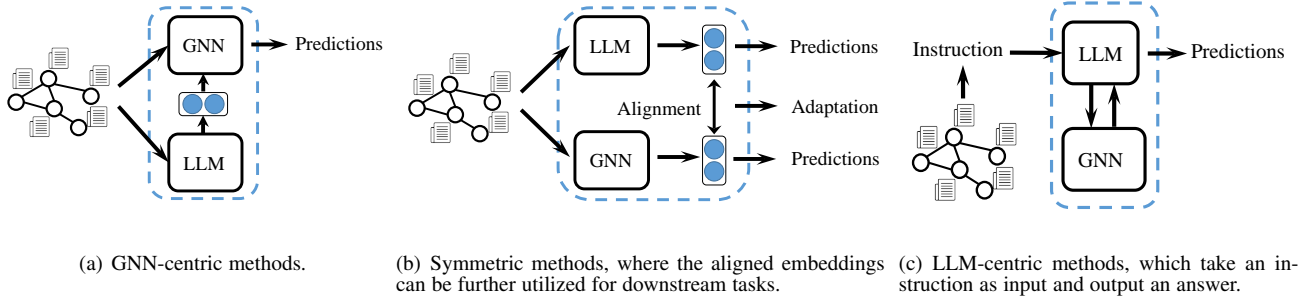 GNN
Predictions
LLM
LLM
Predictions
Alignment
Adaptation
GNN
Predictions
Instruction
LLM
Predictions
GNN
(a) GNN-centric methods.
(b) Symmetric methods, where the aligned embeddings
can be further utilized for downstream tasks.
(c) LLM-centric methods, which take an in-
struction as input and output an answer.